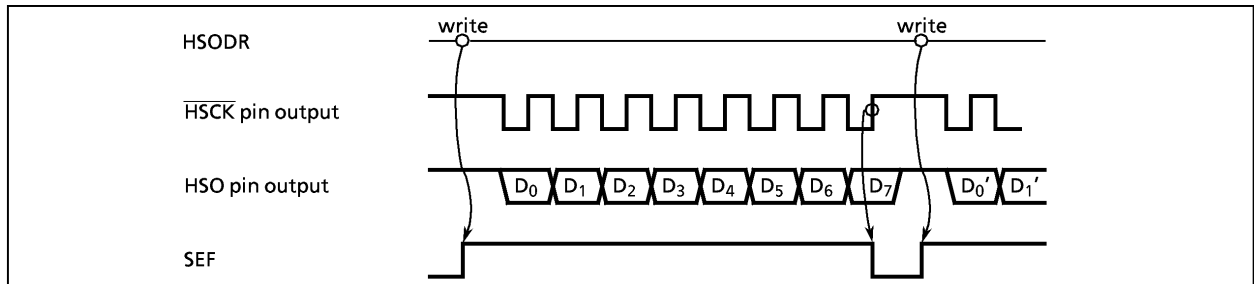 write write
HSODR
H̅S̅C̅K̅ pin output
HSO pin output D₀ D₁ D₂ D₃ D₄ D₅ D₆ D₇ D₀' D₁'
SEF